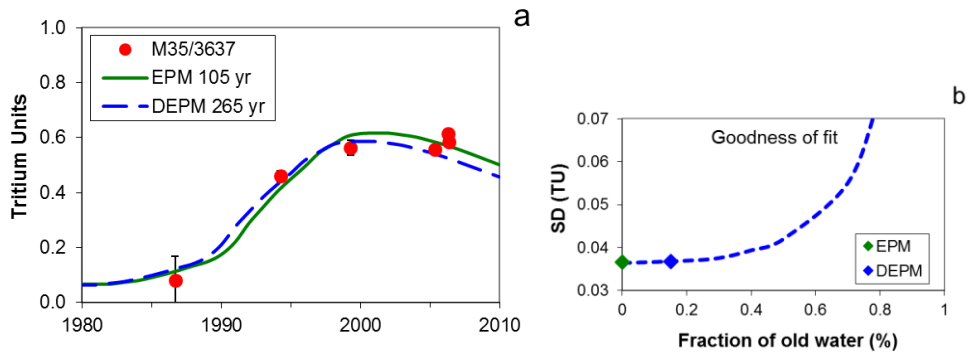 a
1.0
0.8
0.6
0.4
0.2
0.0
Tritium Units
M35/3637
EPM 105 yr
DEPM 265 yr
1980
1990
2000
2010
b
Goodness of fit
0.07
0.06
0.05
0.04
0.03
SD (TU)
EPM
DEPM
0
0.2
0.4
0.6
0.8
1
Fraction of old water (%)